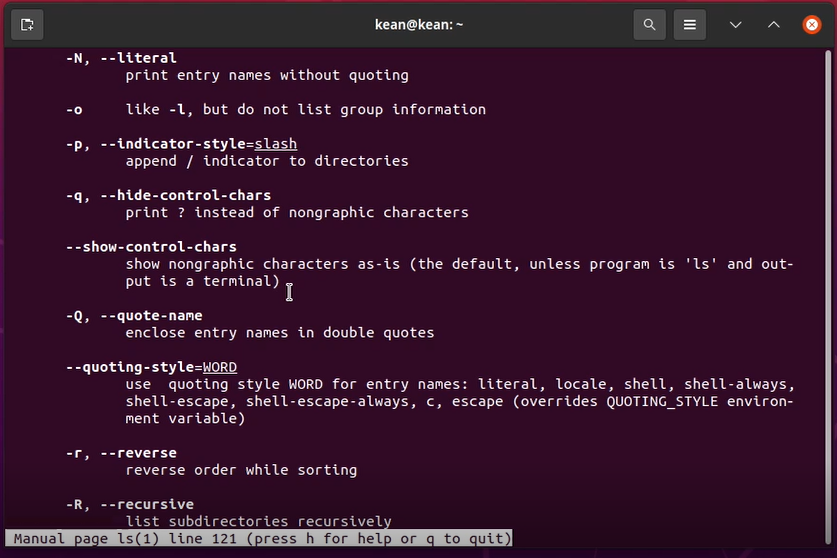 kean@kean: ~
-N, --literal
print entry names without quoting
-o     like -l, but do not list group information
-p, --indicator-style=slash
append / indicator to directories
-q, --hide-control-chars
print ? instead of nongraphic characters
--show-control-chars
show nongraphic characters as-is (the default, unless program is 'ls' and out-
put is a terminal)
-Q, --quote-name
enclose entry names in double quotes
--quoting-style=WORD
use  quoting style WORD for entry names: literal, locale, shell, shell-always,
shell-escape, shell-escape-always, c, escape (overrides QUOTING_STYLE environ-
ment variable)
-r, --reverse
reverse order while sorting
-R, --recursive
list subdirectories recursively
Manual page ls(1) line 121 (press h for help or q to quit)